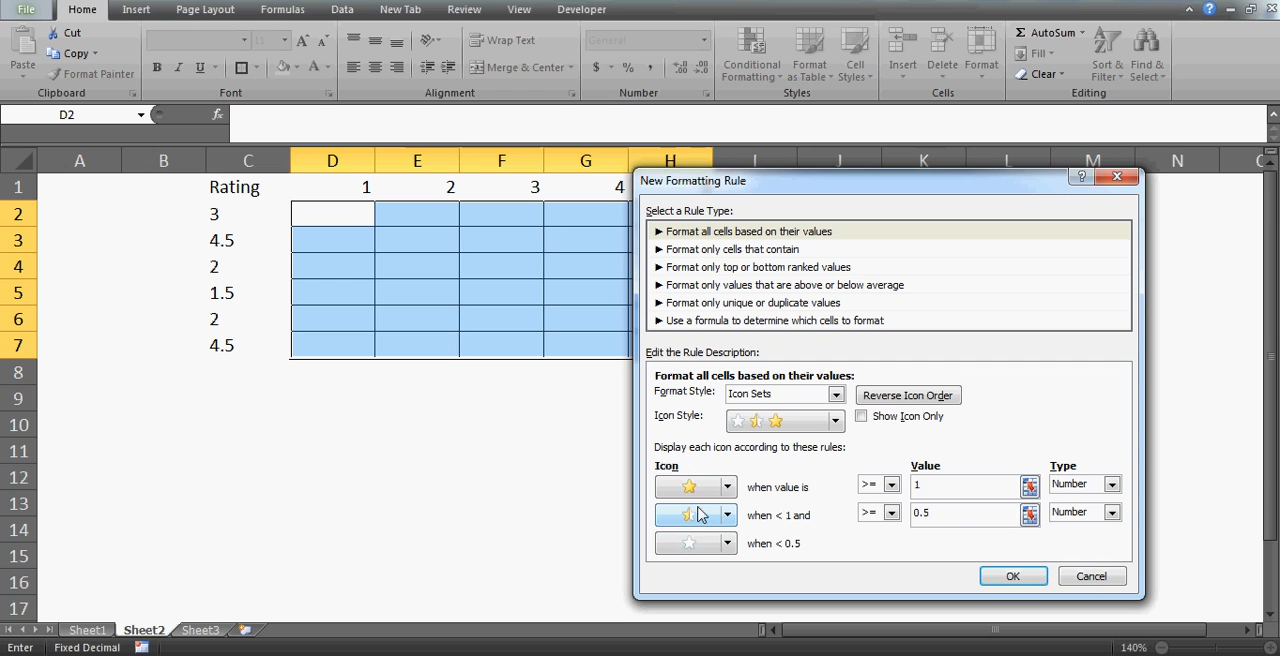 File Home Insert Page Layout Formulas Data New Tab Review View Developer
Cut
Copy
Format Painter
Paste
Clipboard
11 A A
B I U A
Font
Wrap Text
Merge & Center
Alignment
General
$ % ,
Number
Conditional Formatting
Format as Table
Cell Styles
Styles
Insert Delete Format
Cells
Σ AutoSum
Fill
Clear
Sort & Filter
Find & Select
Editing
D2 fx
A B C D E F G H I J K L M N
1 Rating 1 2 3 4
2 3
3 4.5
4 2
5 1.5
6 2
7 4.5
8
9
10
11
12
13
14
15
16
17
New Formatting Rule
Select a Rule Type:
► Format all cells based on their values
► Format only cells that contain
► Format only top or bottom ranked values
► Format only values that are above or below average
► Format only unique or duplicate values
► Use a formula to determine which cells to format
Edit the Rule Description:
Format all cells based on their values:
Format Style: Icon Sets Reverse Icon Order
Icon Style: Show Icon Only
Display each icon according to these rules:
Icon Value Type
when value is >= 1 Number
when < 1 and >= 0.5 Number
when < 0.5
OK Cancel
Sheet1 Sheet2 Sheet3
Enter Fixed Decimal 140%